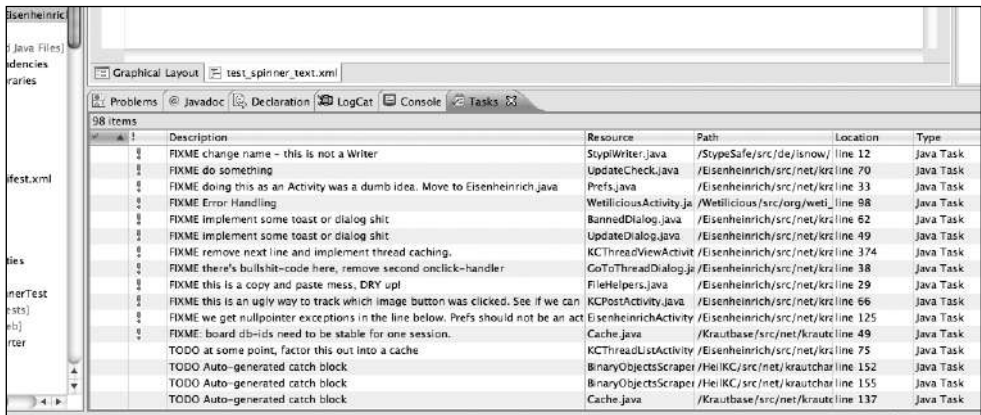 Eisenheinric
d Java Files]
dencies
raries
ifest.xml
ties
nnerTest
ests]
eb]
rter
Graphical Layout test_spinner_text.xml
Problems @ Javadoc Declaration LogCat Console Tasks
98 items
! Description Resource Path Location Type
FIXME change name - this is not a Writer StypiWriter.java /StypeSafe/src/de/isnow/ line 12 Java Task
FIXME do something UpdateCheck.java /Eisenheinrich/src/net/kra line 70 Java Task
FIXME doing this as an Activity was a dumb idea. Move to Eisenheinrich.java Prefs.java /Eisenheinrich/src/net/kra line 33 Java Task
FIXME Error Handling WetiliciousActivity.ja /Wetilicious/src/org/weti_ line 98 Java Task
FIXME implement some toast or dialog shit BannedDialog.java /Eisenheinrich/src/net/kra line 62 Java Task
FIXME implement some toast or dialog shit UpdateDialog.java /Eisenheinrich/src/net/kra line 49 Java Task
FIXME remove next line and implement thread caching. KCThreadViewActivit /Eisenheinrich/src/net/kra line 374 Java Task
FIXME there's bullshit-code here, remove second onclick-handler GoToThreadDialog.ja /Eisenheinrich/src/net/kra line 38 Java Task
FIXME this is a copy and paste mess, DRY up! FileHelpers.java /Eisenheinrich/src/net/kra line 29 Java Task
FIXME this is an ugly way to track which image button was clicked. See if we can KCPostActivity.java /Eisenheinrich/src/net/kra line 66 Java Task
FIXME we get nullpointer exceptions in the line below. Prefs should not be an act EisenheinrichActivity /Eisenheinrich/src/net/kra line 125 Java Task
FIXME: board db-ids need to be stable for one session. Cache.java /Krautbase/src/net/krautc line 49 Java Task
TODO at some point, factor this out into a cache KCThreadListActivity /Eisenheinrich/src/net/kra line 75 Java Task
TODO Auto-generated catch block BinaryObjectsScraper /HeilKC/src/net/krautchar line 152 Java Task
TODO Auto-generated catch block BinaryObjectsScraper /HeilKC/src/net/krautchar line 155 Java Task
TODO Auto-generated catch block Cache.java /Krautbase/src/net/krautc line 137 Java Task